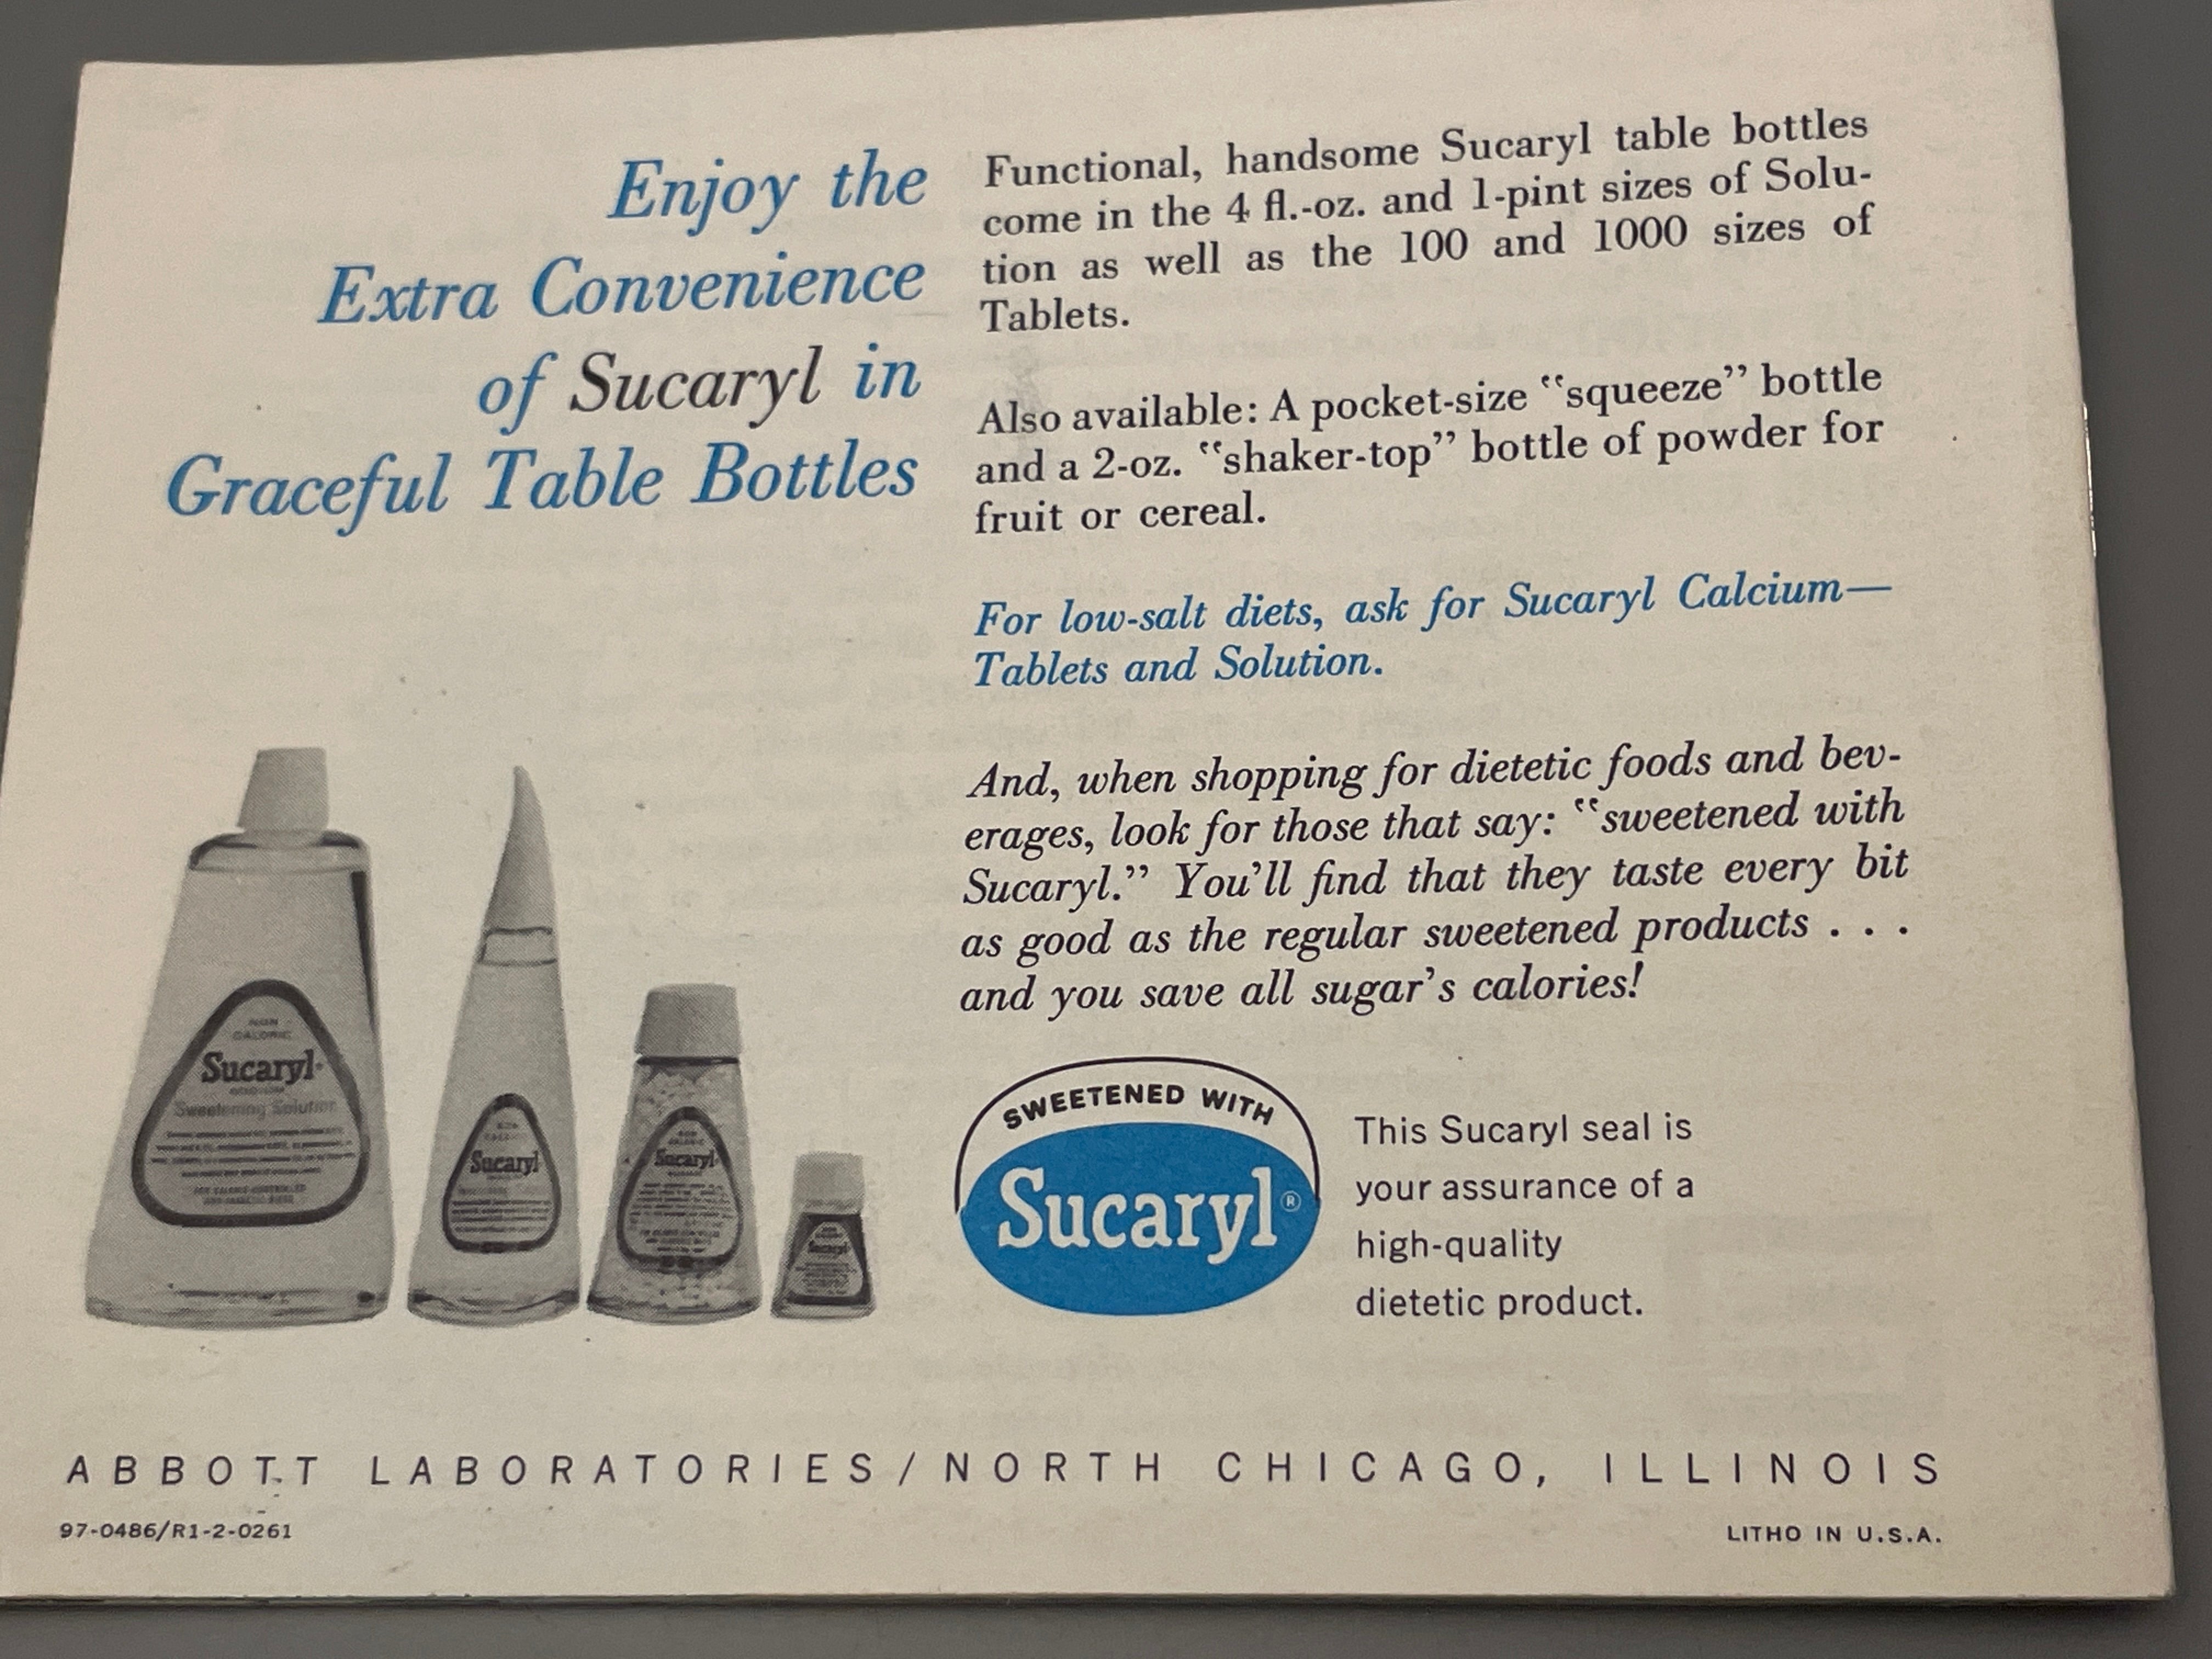 Enjoy the
Extra Convenience
of Sucaryl in
Graceful Table Bottles
Functional, handsome Sucaryl table bottles
come in the 4 fl.-oz. and 1-pint sizes of Solu-
tion as well as the 100 and 1000 sizes of
Tablets.
Also available: A pocket-size "squeeze" bottle
and a 2-oz. "shaker-top" bottle of powder for
fruit or cereal.
For low-salt diets, ask for Sucaryl Calcium—
Tablets and Solution.
And, when shopping for dietetic foods and bev-
erages, look for those that say: "sweetened with
Sucaryl." You'll find that they taste every bit
as good as the regular sweetened products . . .
and you save all sugar's calories!
NON
CALORIC
Sucaryl
Sweetening Solution
Sucaryl
Sucaryl
Sucaryl
SWEETENED WITH
Sucaryl®
This Sucaryl seal is
your assurance of a
high-quality
dietetic product.
ABBOTT LABORATORIES/NORTH CHICAGO, ILLINOIS
97-0486/R1-2-0261
LITHO IN U.S.A.